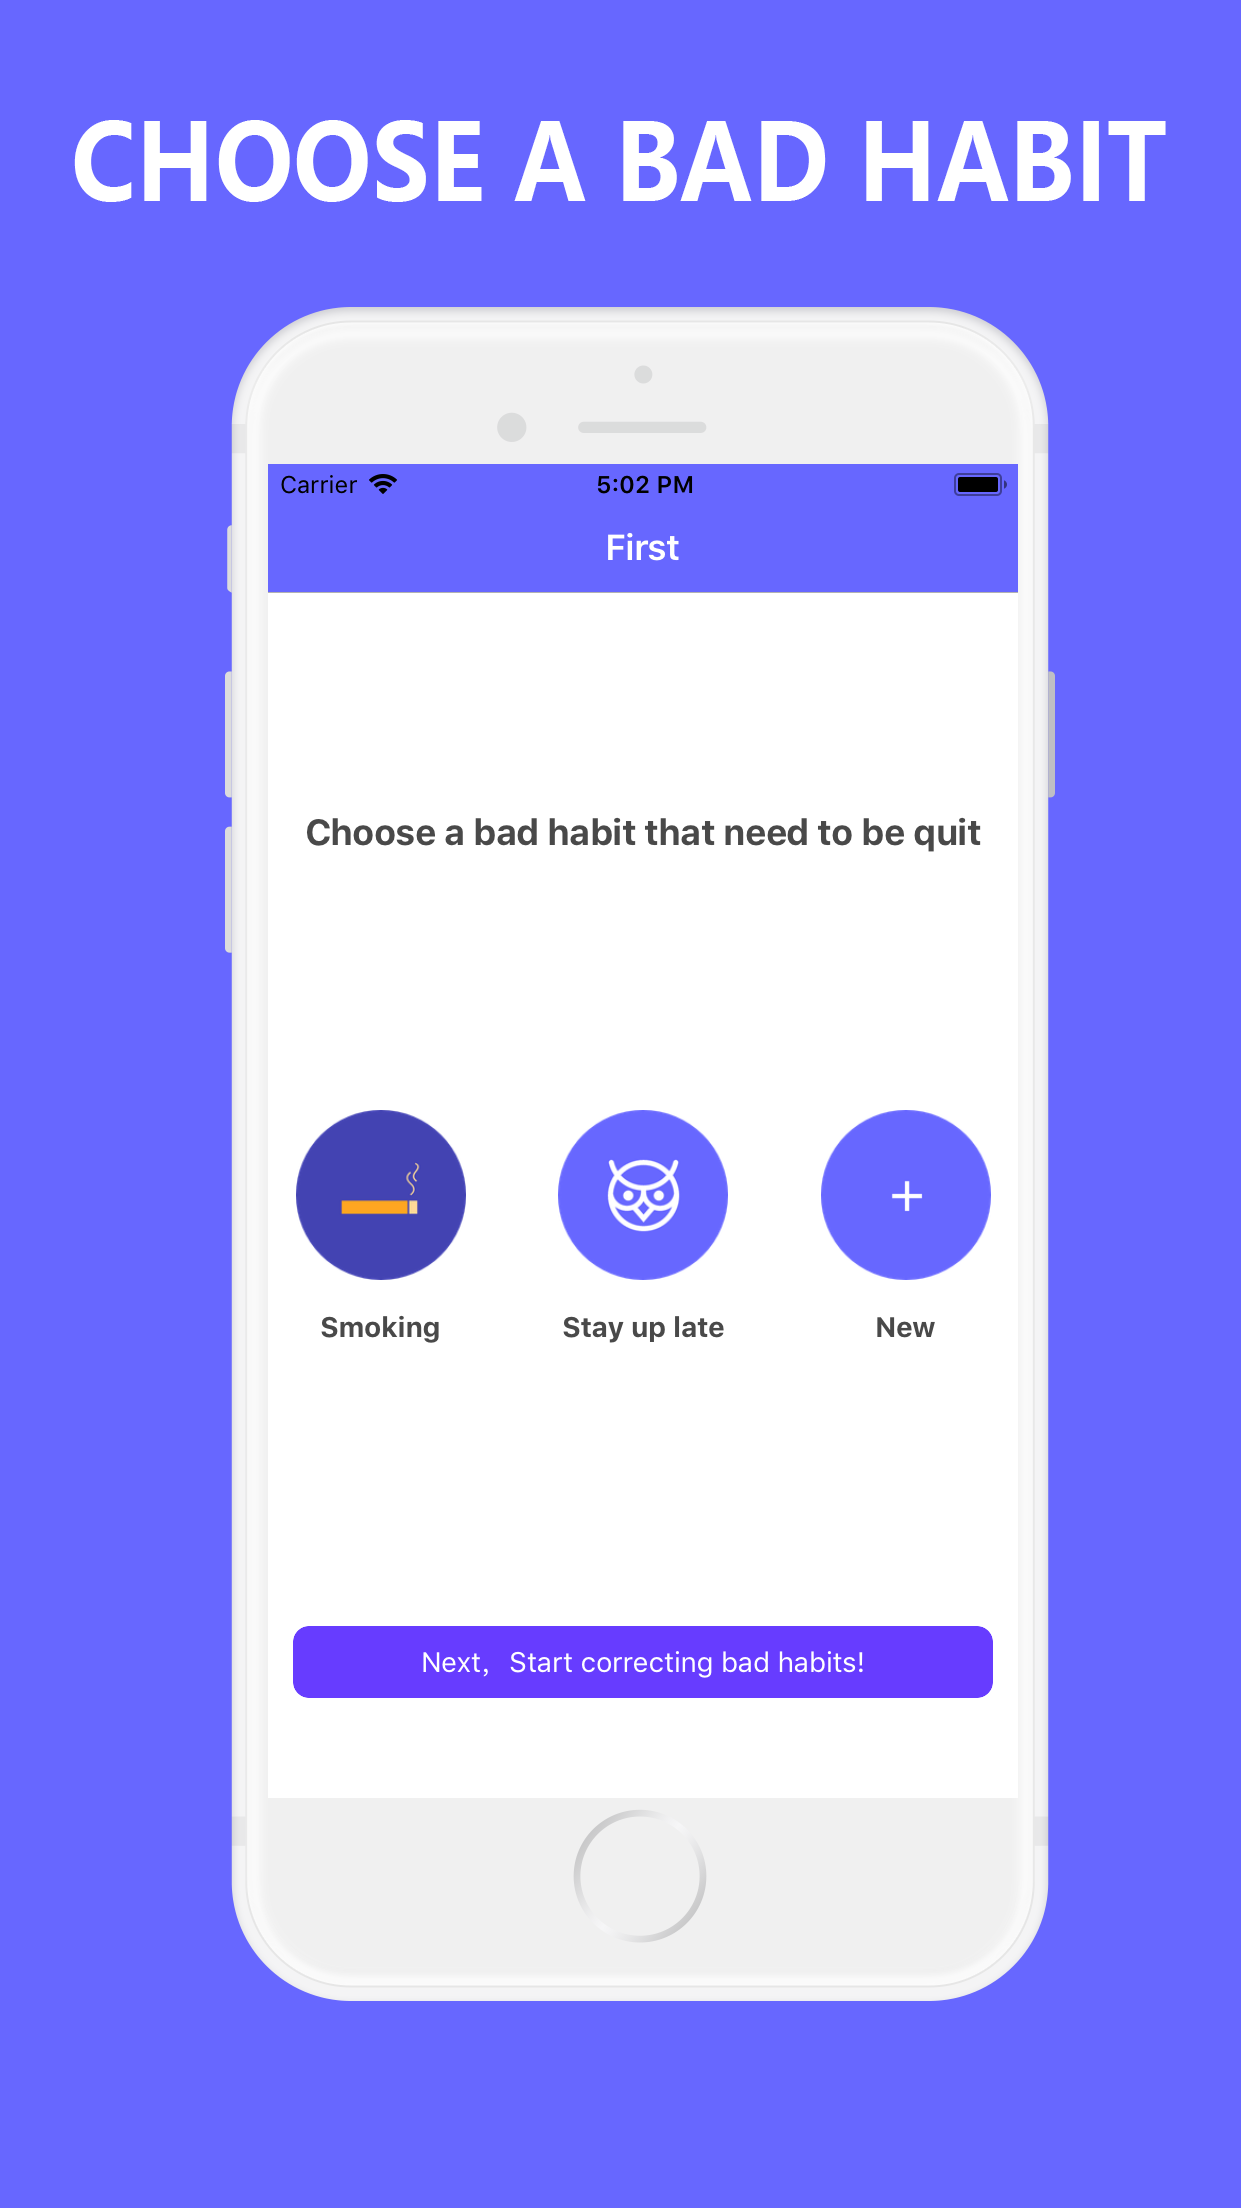 CHOOSE A BAD HABIT
Carrier 5:02 PM
First
Choose a bad habit that need to be quit
Smoking Stay up late New
Next，Start correcting bad habits!